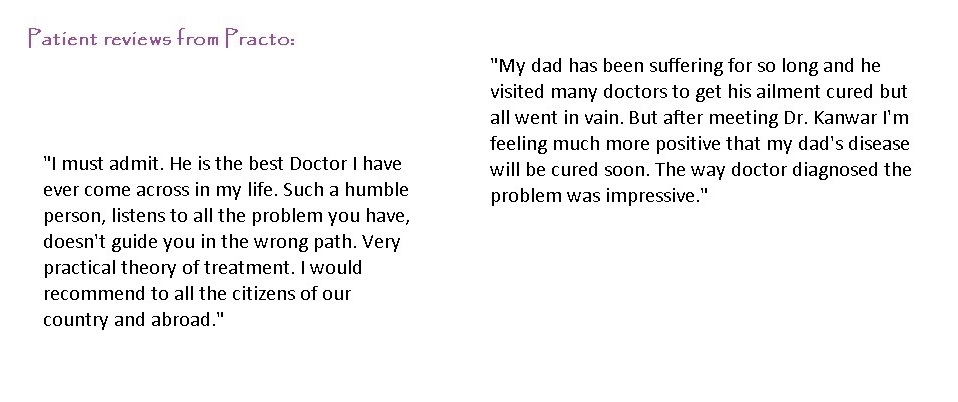 Patient reviews from Practo:
"I must admit. He is the best Doctor I have
ever come across in my life. Such a humble
person, listens to all the problem you have,
doesn't guide you in the wrong path. Very
practical theory of treatment. I would
recommend to all the citizens of our
country and abroad."
"My dad has been suffering for so long and he
visited many doctors to get his ailment cured but
all went in vain. But after meeting Dr. Kanwar I'm
feeling much more positive that my dad's disease
will be cured soon. The way doctor diagnosed the
problem was impressive."